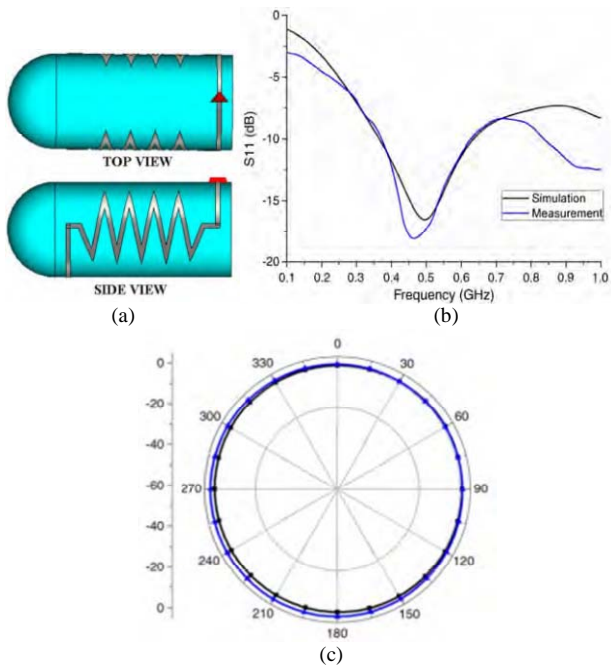 TOP VIEW
SIDE VIEW
(a)
0
-5
-10
-15
-20
S11 (dB)
Simulation
Measurement
0.1 0.2 0.3 0.4 0.5 0.6 0.7 0.8 0.9 1.0
Frequency (GHz)
(b)
0
-20
-40
-60
-40
-20
0
0
30
60
90
120
150
180
210
240
270
300
330
(c)